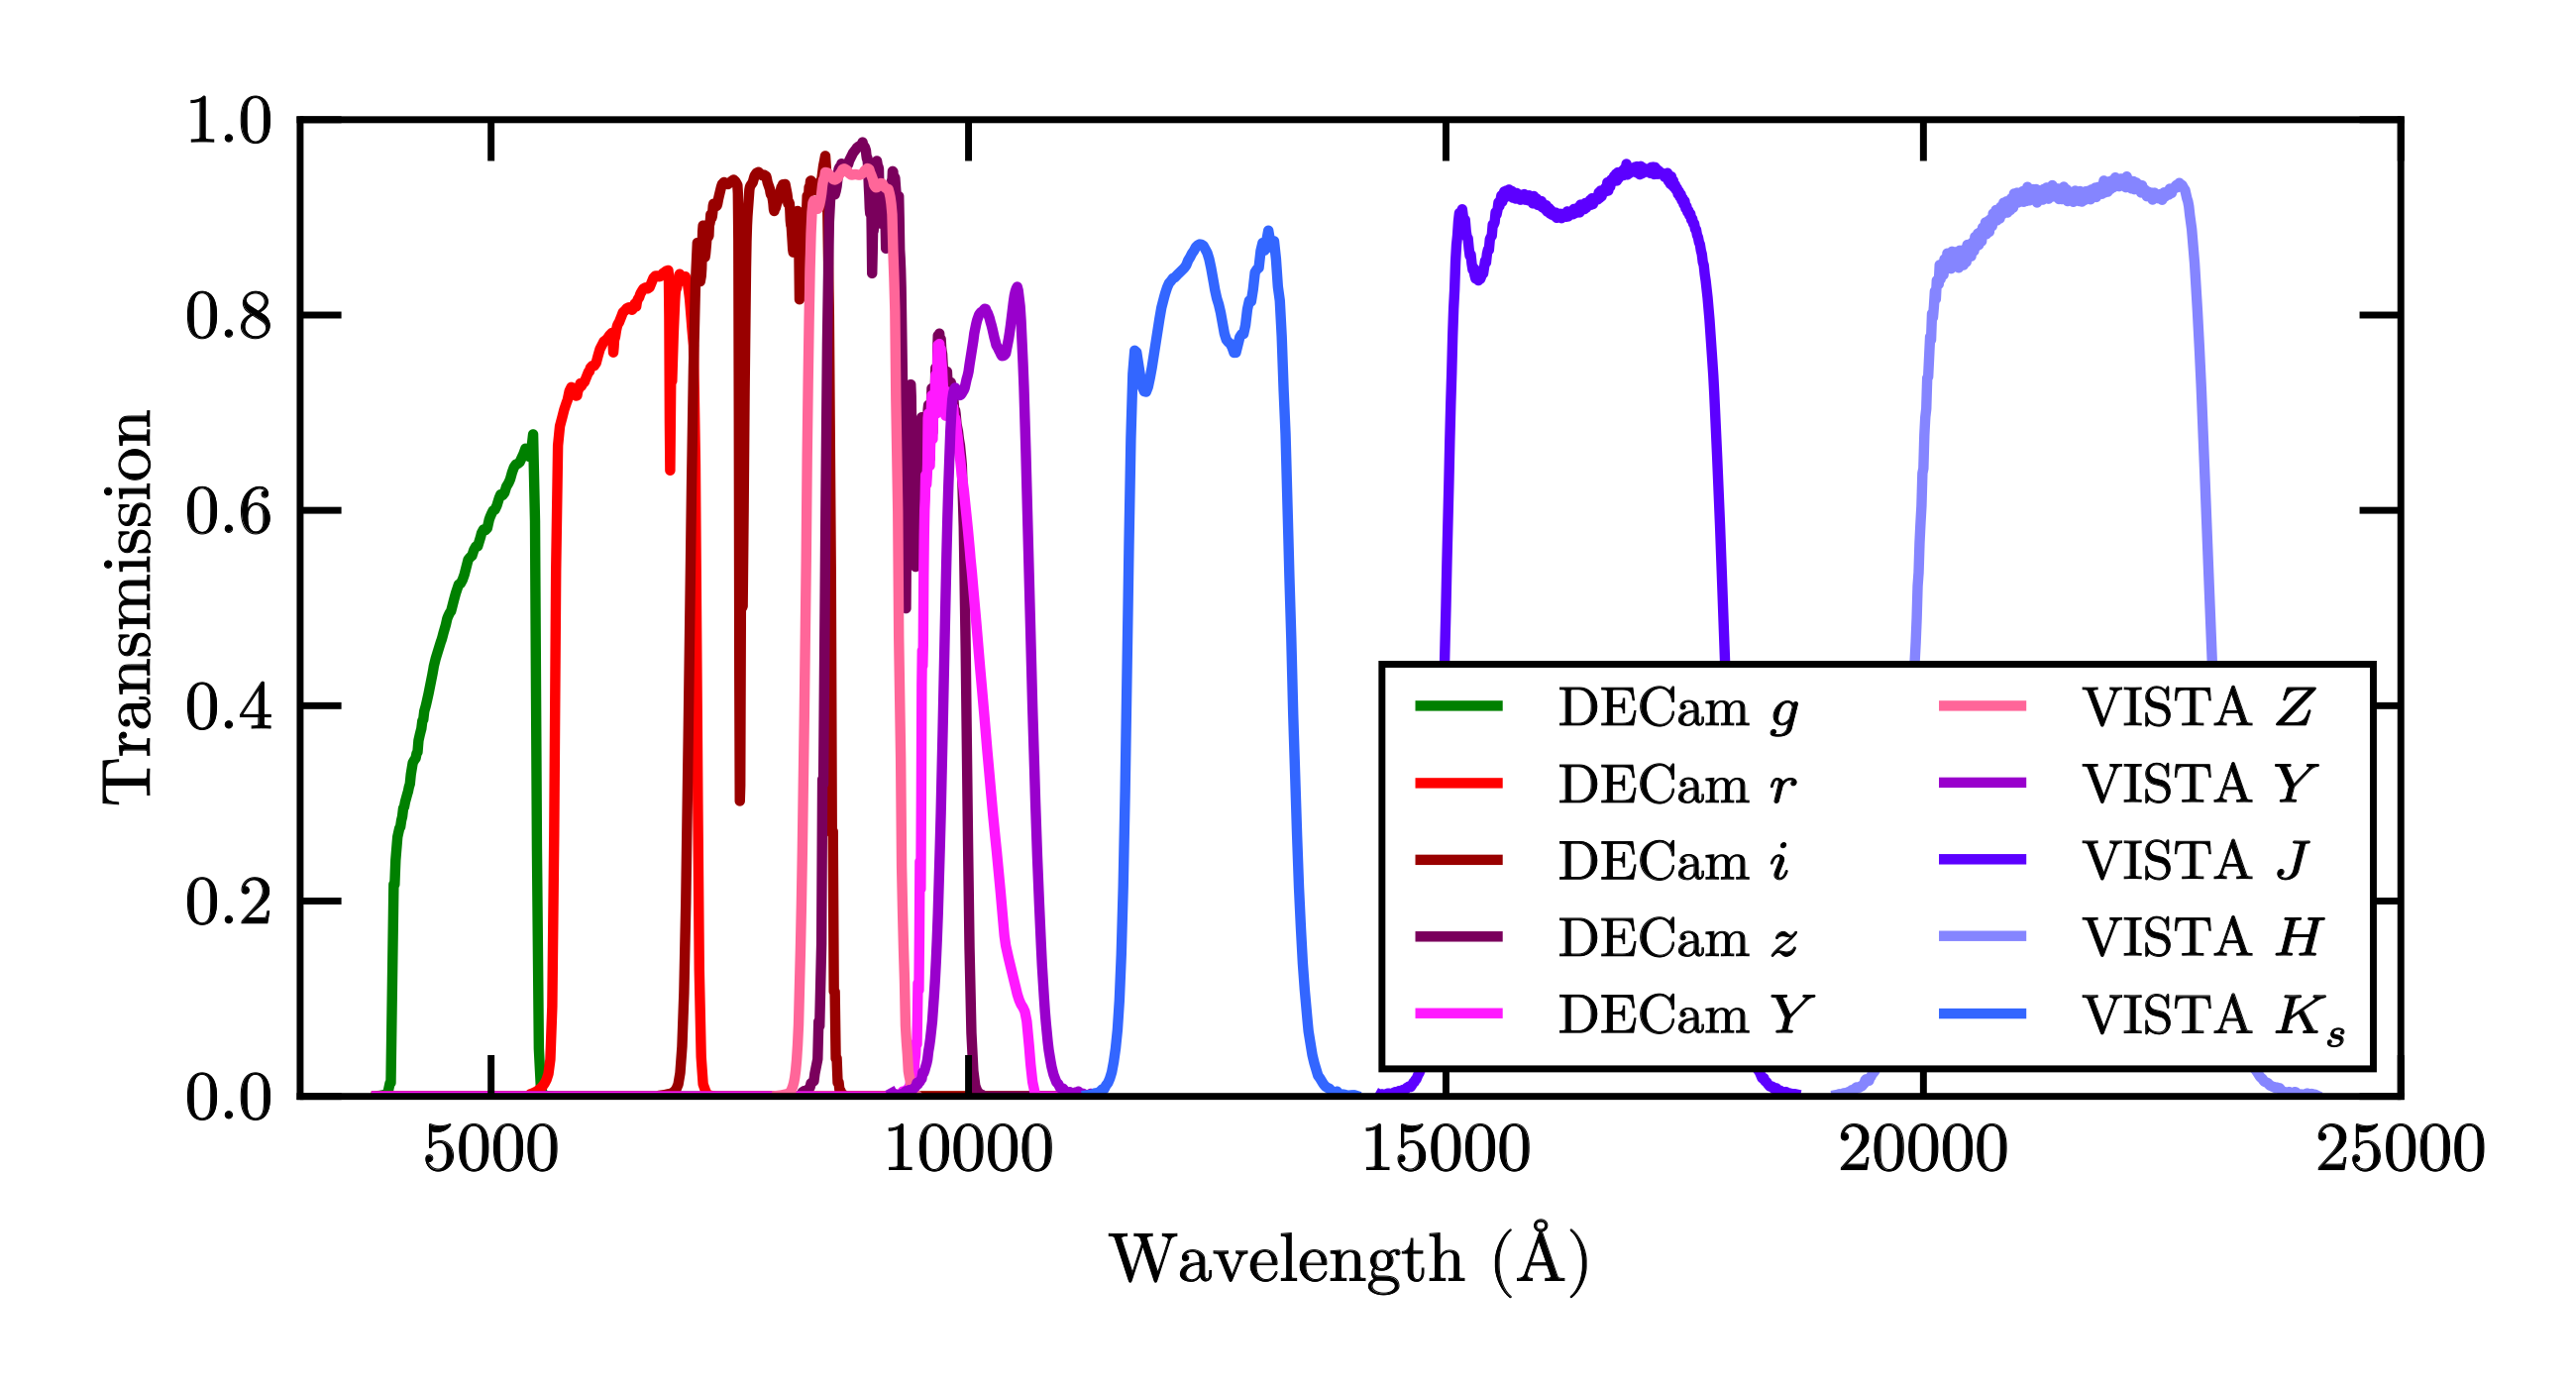 1.0
0.8
0.6
0.4
0.2
0.0
Transmission
5000 10000 15000 20000 25000
Wavelength (Å)
DECam g
DECam r
DECam i
DECam z
DECam Y
VISTA Z
VISTA Y
VISTA J
VISTA H
VISTA Ks